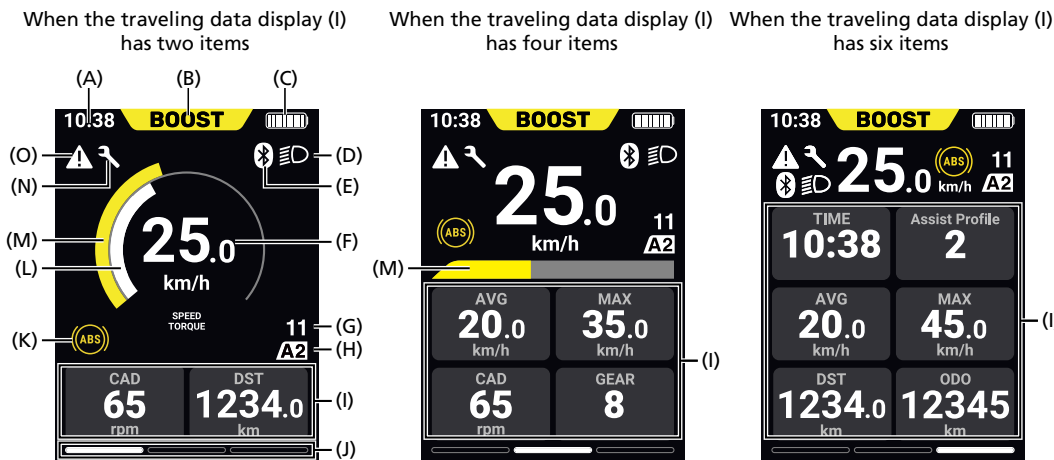 When the traveling data display (I)
has two items
When the traveling data display (I)
has four items
When the traveling data display (I)
has six items
(A)
(B)
(C)
10:38
BOOST
(O)
(D)
(N)
(E)
(M)
25.0
(F)
(L)
km/h
SPEED
TORQUE
(K)
(ABS)
11
(G)
A2
(H)
CAD
65
rpm
DST
1234.0
km
(I)
(J)
10:38
BOOST
25.0
km/h
(ABS)
11
A2
(M)
AVG
20.0
km/h
MAX
35.0
km/h
CAD
65
rpm
GEAR
8
(I)
10:38
BOOST
25.0
km/h
(ABS)
11
A2
TIME
10:38
Assist Profile
2
AVG
20.0
km/h
MAX
45.0
km/h
DST
1234.0
km
ODO
12345
km
(I